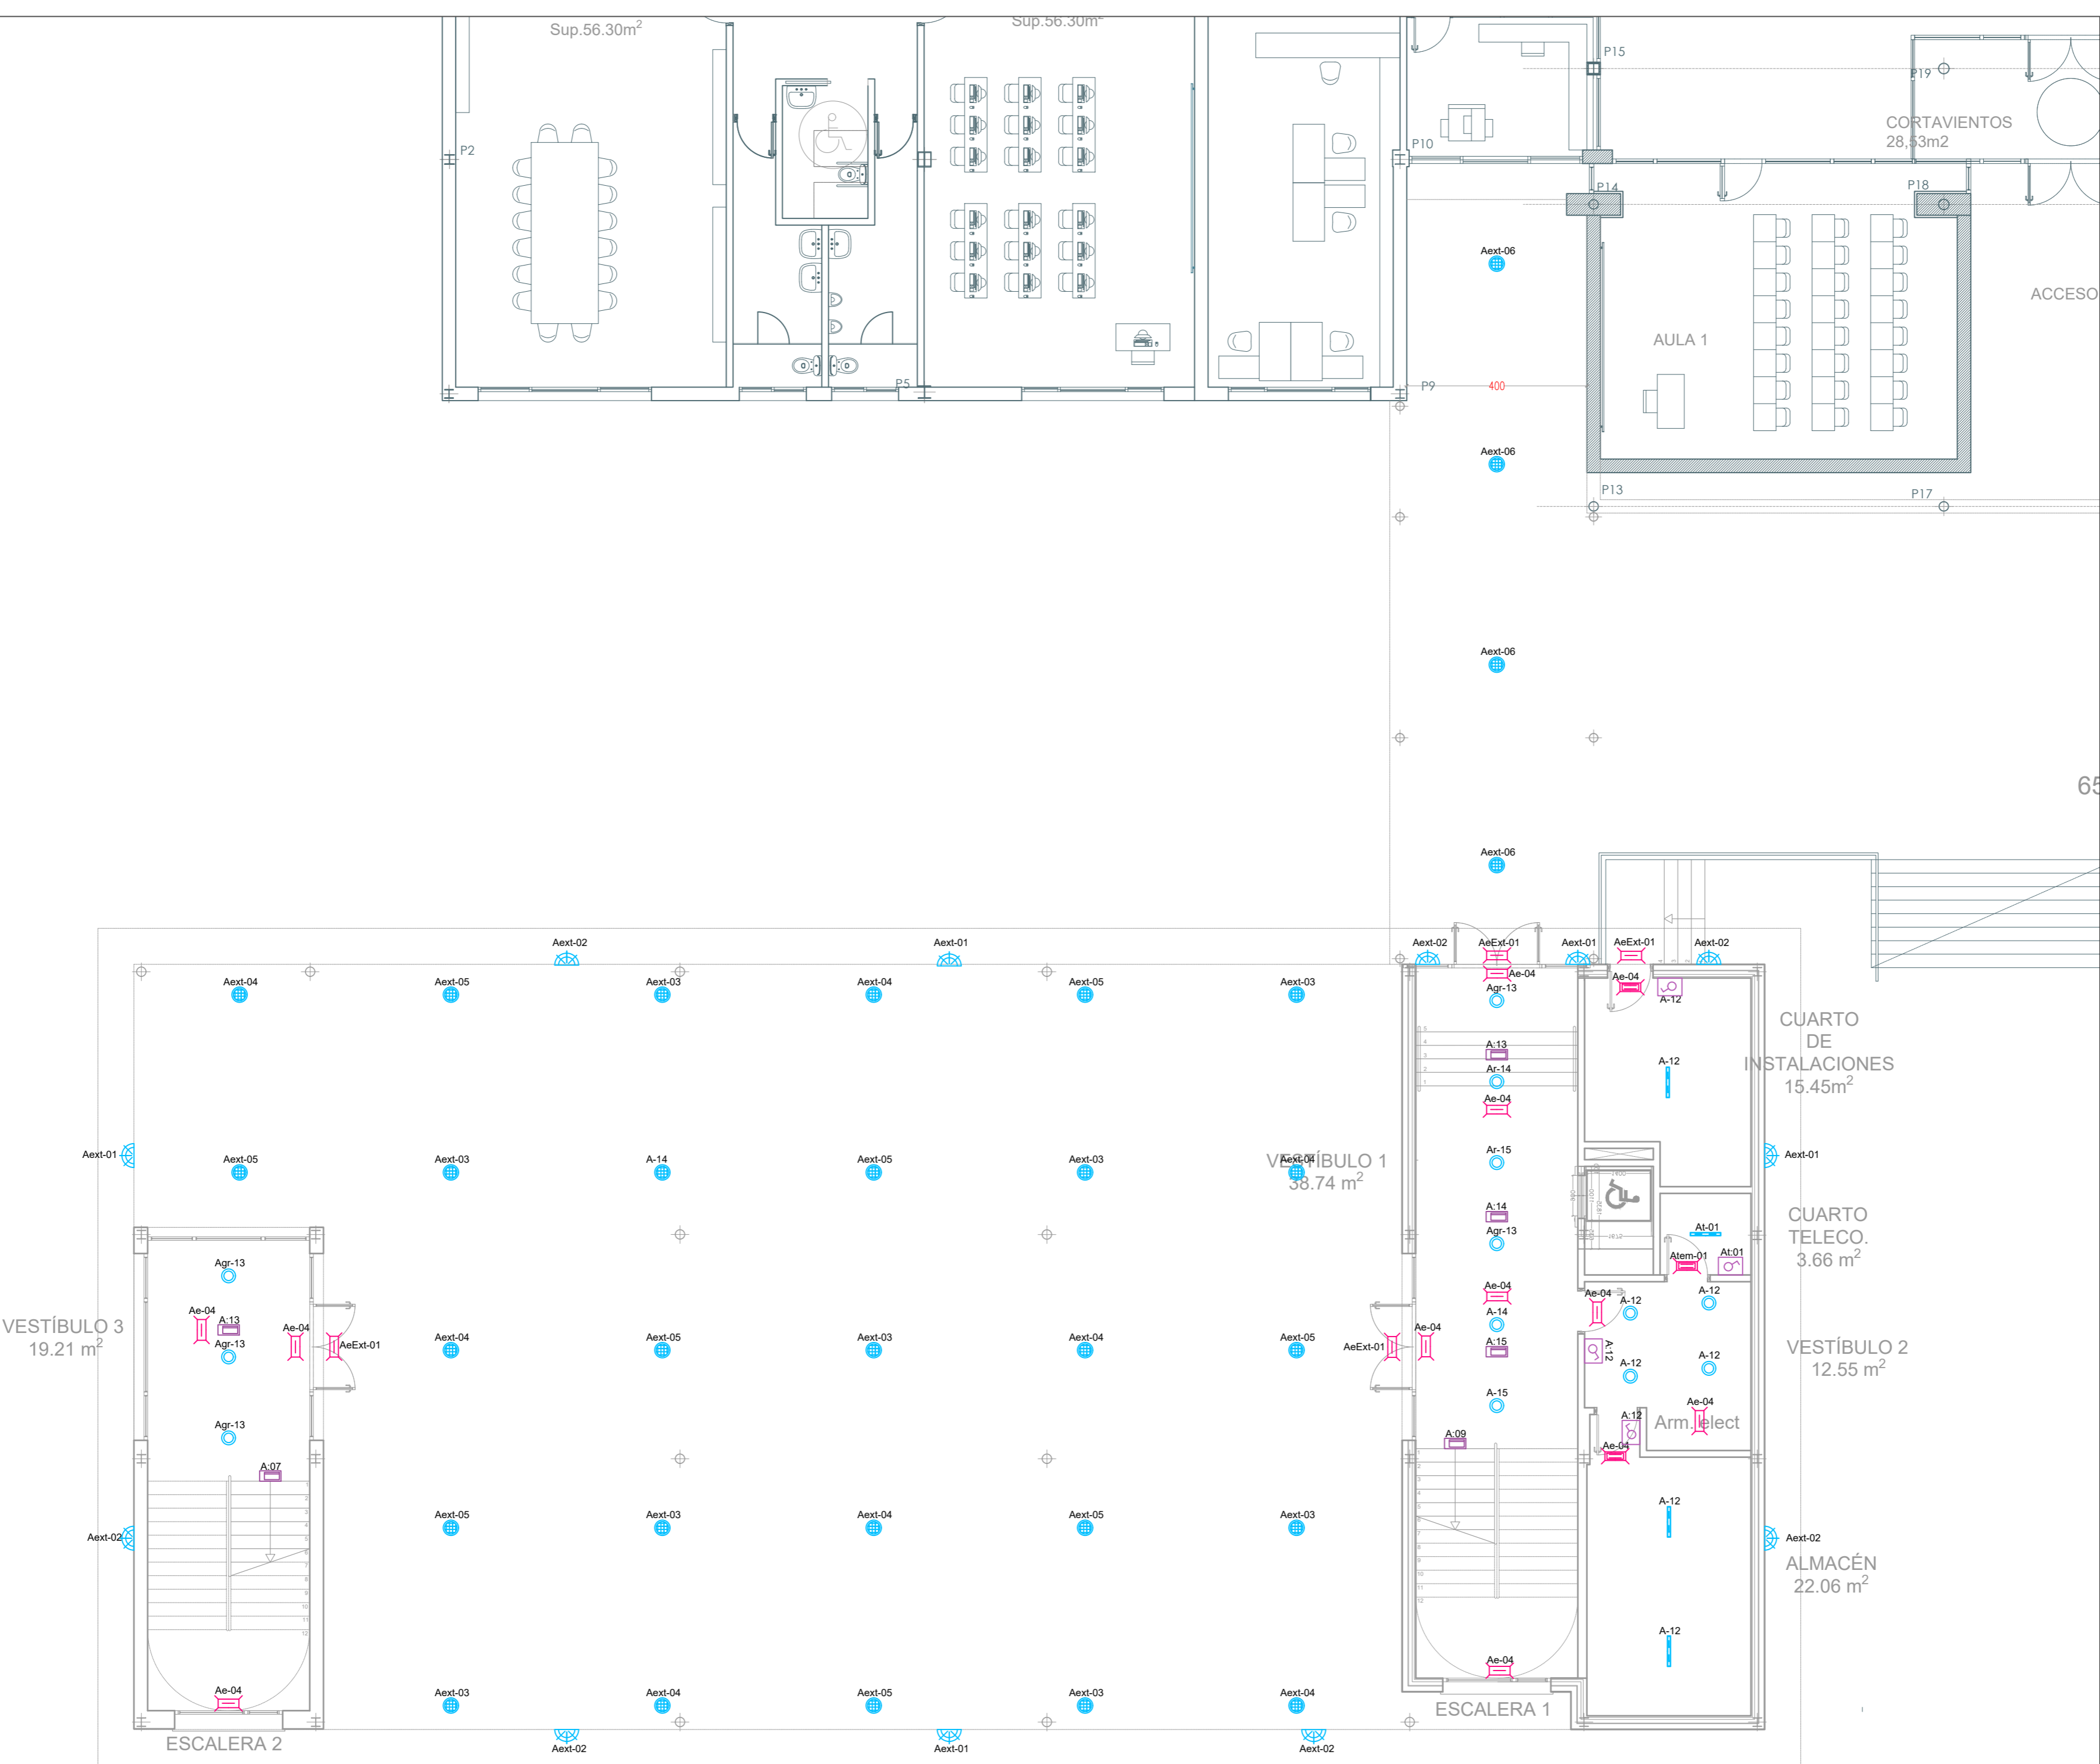 Sup.56.30m²
Sup.56.30m²
P15
P19
CORTAVIENTOS
28,53m2
P2
P10
P14
P18
Aext-06
ACCESO
AULA 1
P5
P9
400
Aext-06
P13
P17
Aext-06
65
Aext-06
Aext-02
Aext-01
Aext-02
AeExt-01
Aext-01
AeExt-01
Aext-02
Aext-04
Aext-05
Aext-03
Aext-04
Aext-05
Aext-03
Ae-04
Agr-13
Ae-04
A-12
CUARTO
DE
INSTALACIONES
15.45m²
A:13
Ar-14
A-12
Ae-04
Aext-01
Aext-05
Aext-03
A-14
Aext-05
Aext-03
Aext-04
VESTÍBULO 1
38.74 m²
Ar-15
Aext-01
A:14
Agr-13
At-01
Atem-01
At:01
CUARTO
TELECO.
3.66 m²
Agr-13
Ae-04
A:13
Agr-13
Ae-04
AeExt-01
VESTÍBULO 3
19.21 m²
Aext-04
Aext-05
Aext-03
Aext-04
Aext-05
AeExt-01
Ae-04
Ae-04
A-14
A:15
Ae-04
A-12
A-12
A:12
A-12
A-12
VESTÍBULO 2
12.55 m²
Agr-13
A-15
A:09
A:12
Ae-04
Arm. elect
Ae-04
A:07
Aext-02
Aext-05
Aext-03
Aext-04
Aext-05
Aext-03
A-12
Aext-02
ALMACÉN
22.06 m²
A-12
Ae-04
Aext-03
Aext-04
Aext-05
Aext-03
Aext-04
Ae-04
ESCALERA 1
ESCALERA 2
Aext-02
Aext-01
Aext-02